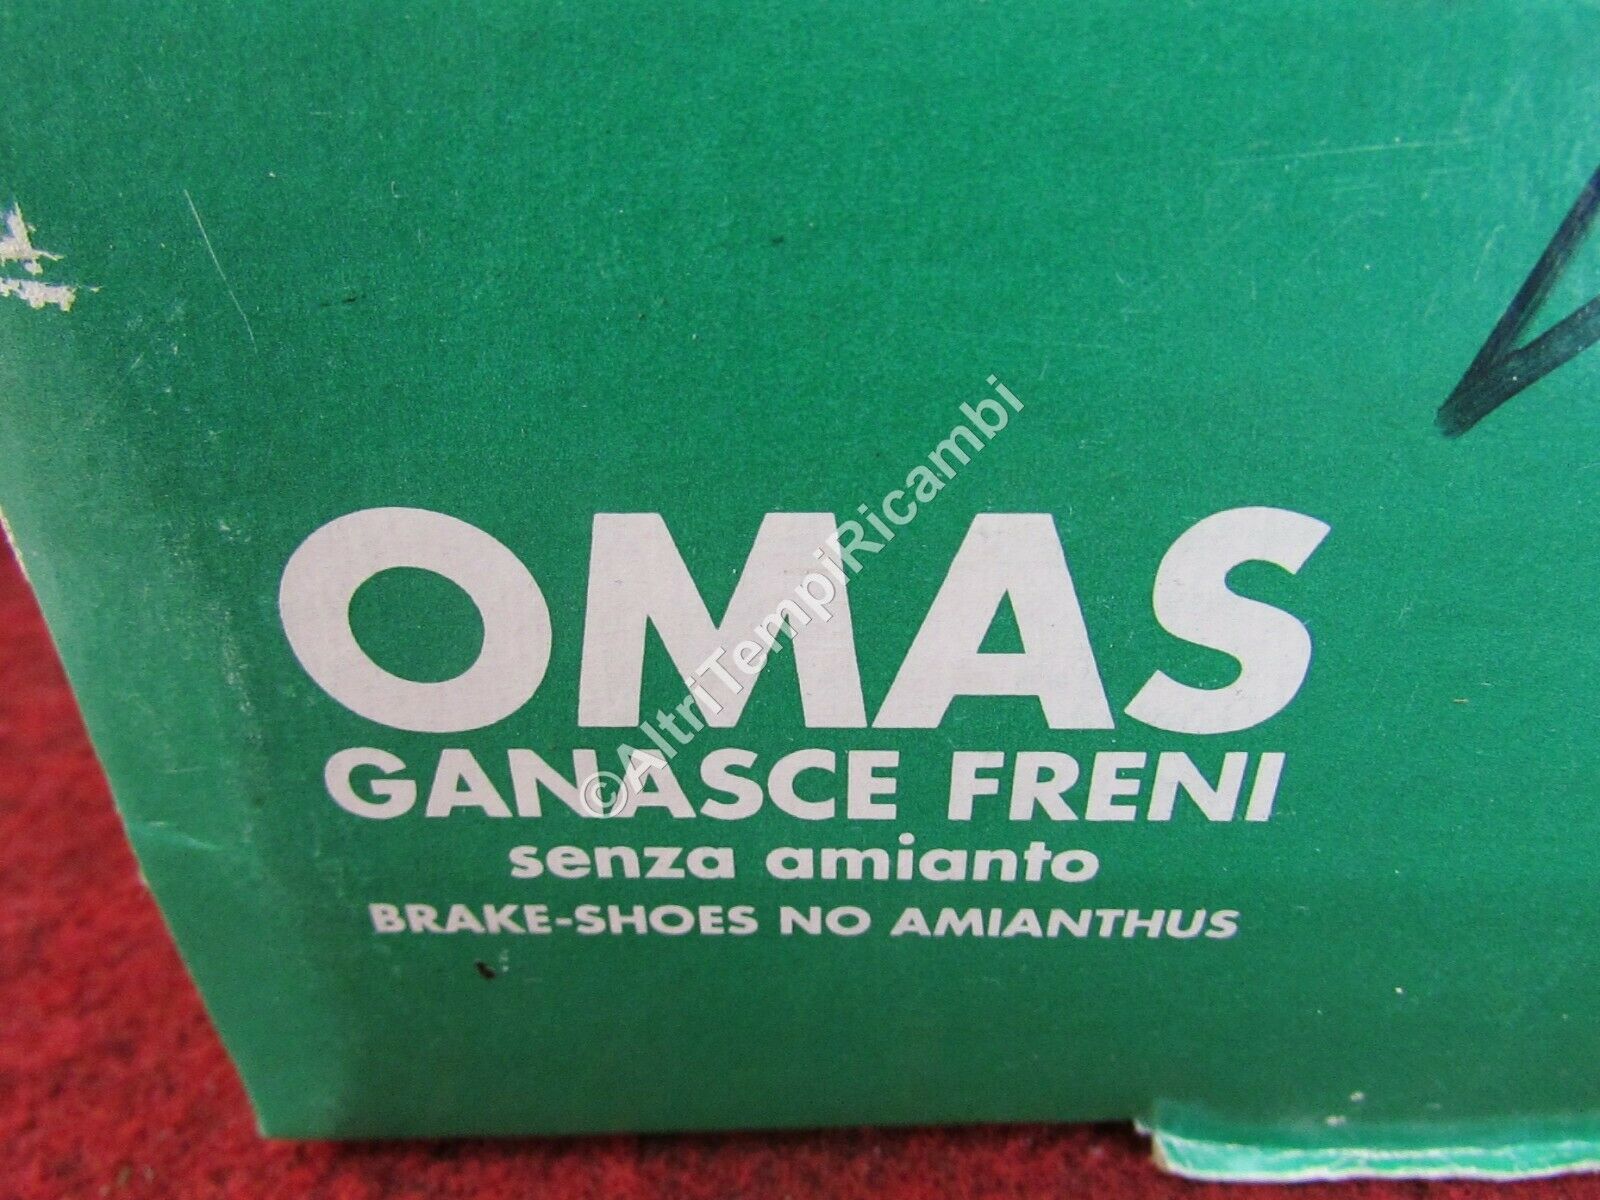 OMAS
GANASCE FRENI
senza amianto
BRAKE-SHOES NO AMIANTHUS
©AltriTempiRicambi